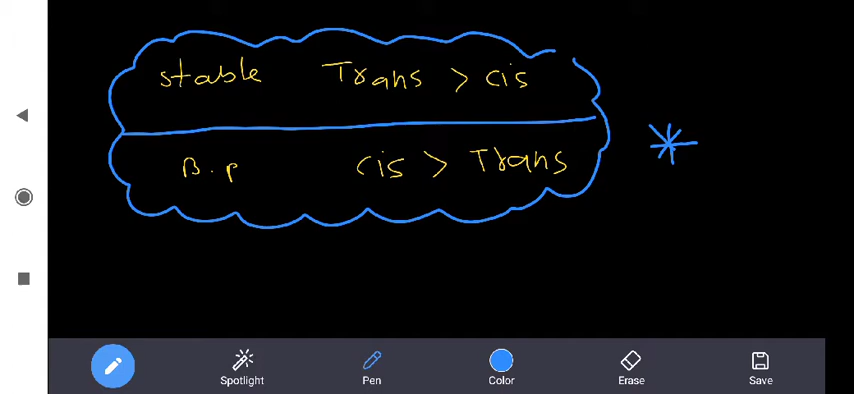 stable Trans > cis
B.p cis > Trans
Spotlight Pen Color Erase Save